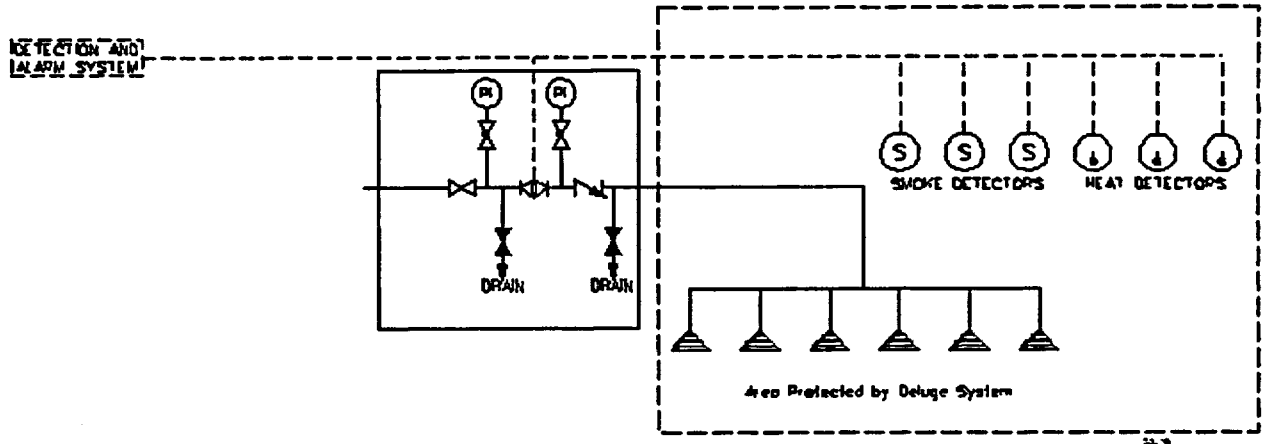 DETECTION AND
ALARM SYSTEM
PI
PI
S
S
S
SMOKE DETECTORS
HEAT DETECTORS
DRAIN
DRAIN
Area Protected by Deluge System